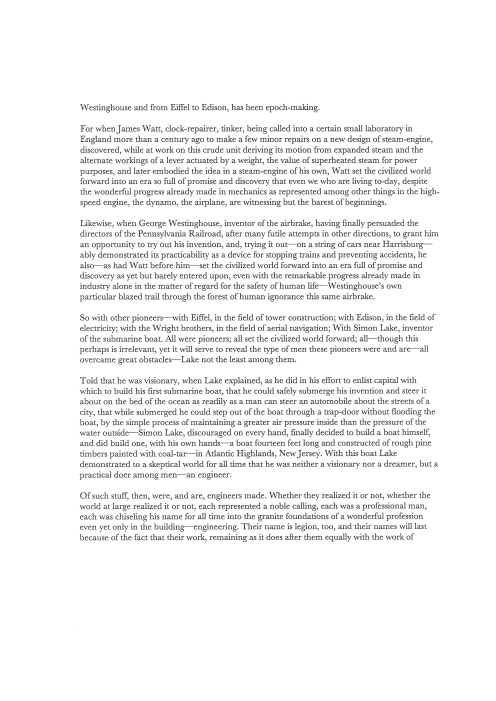 Westinghouse and from Eiffel to Edison, has been epoch-making.
For when James Watt, clock-repairer, tinker, being called into a certain small laboratory in
England more than a century ago to make a few minor repairs on a new design of steam-engine,
discovered, while at work on this crude unit deriving its motion from expanded steam and the
alternate workings of a lever actuated by a weight, the value of superheated steam for power
purposes, and later embodied the idea in a steam-engine of his own, Watt set the civilized world
forward into an era so full of promise and discovery that even we who are living to-day, despite
the wonderful progress already made in mechanics as represented among other things in the high-
speed engine, the dynamo, the airplane, are witnessing but the barest of beginnings.
Likewise, when George Westinghouse, inventor of the airbrake, having finally persuaded the
directors of the Pennsylvania Railroad, after many futile attempts in other directions, to grant him
an opportunity to try out his invention, and, trying it out—on a string of cars near Harrisburg—
ably demonstrated its practicability as a device for stopping trains and preventing accidents, he
also—as had Watt before him—set the civilized world forward into an era full of promise and
discovery as yet but barely entered upon, even with the remarkable progress already made in
industry alone in the matter of regard for the safety of human life—Westinghouse's own
particular blazed trail through the forest of human ignorance this same airbrake.
So with other pioneers—with Eiffel, in the field of tower construction; with Edison, in the field of
electricity; with the Wright brothers, in the field of aerial navigation; With Simon Lake, inventor
of the submarine boat. All were pioneers; all set the civilized world forward; all—though this
perhaps is irrelevant, yet it will serve to reveal the type of men these pioneers were and are—all
overcame great obstacles—Lake not the least among them.
Told that he was visionary, when Lake explained, as he did in his effort to enlist capital with
which to build his first submarine boat, that he could safely submerge his invention and steer it
about on the bed of the ocean as readily as a man can steer an automobile about the streets of a
city, that while submerged he could step out of the boat through a trap-door without flooding the
boat, by the simple process of maintaining a greater air pressure inside than the pressure of the
water outside—Simon Lake, discouraged on every hand, finally decided to build a boat himself,
and did build one, with his own hands—a boat fourteen feet long and constructed of rough pine
timbers painted with coal-tar—in Atlantic Highlands, New Jersey. With this boat Lake
demonstrated to a skeptical world for all time that he was neither a visionary nor a dreamer, but a
practical doer among men—an engineer.
Of such stuff, then, were, and are, engineers made. Whether they realized it or not, whether the
world at large realized it or not, each represented a noble calling, each was a professional man,
each was chiseling his name for all time into the granite foundations of a wonderful profession
even yet only in the building—engineering. Their name is legion, too, and their names will last
because of the fact that their work, remaining as it does after them equally with the work of